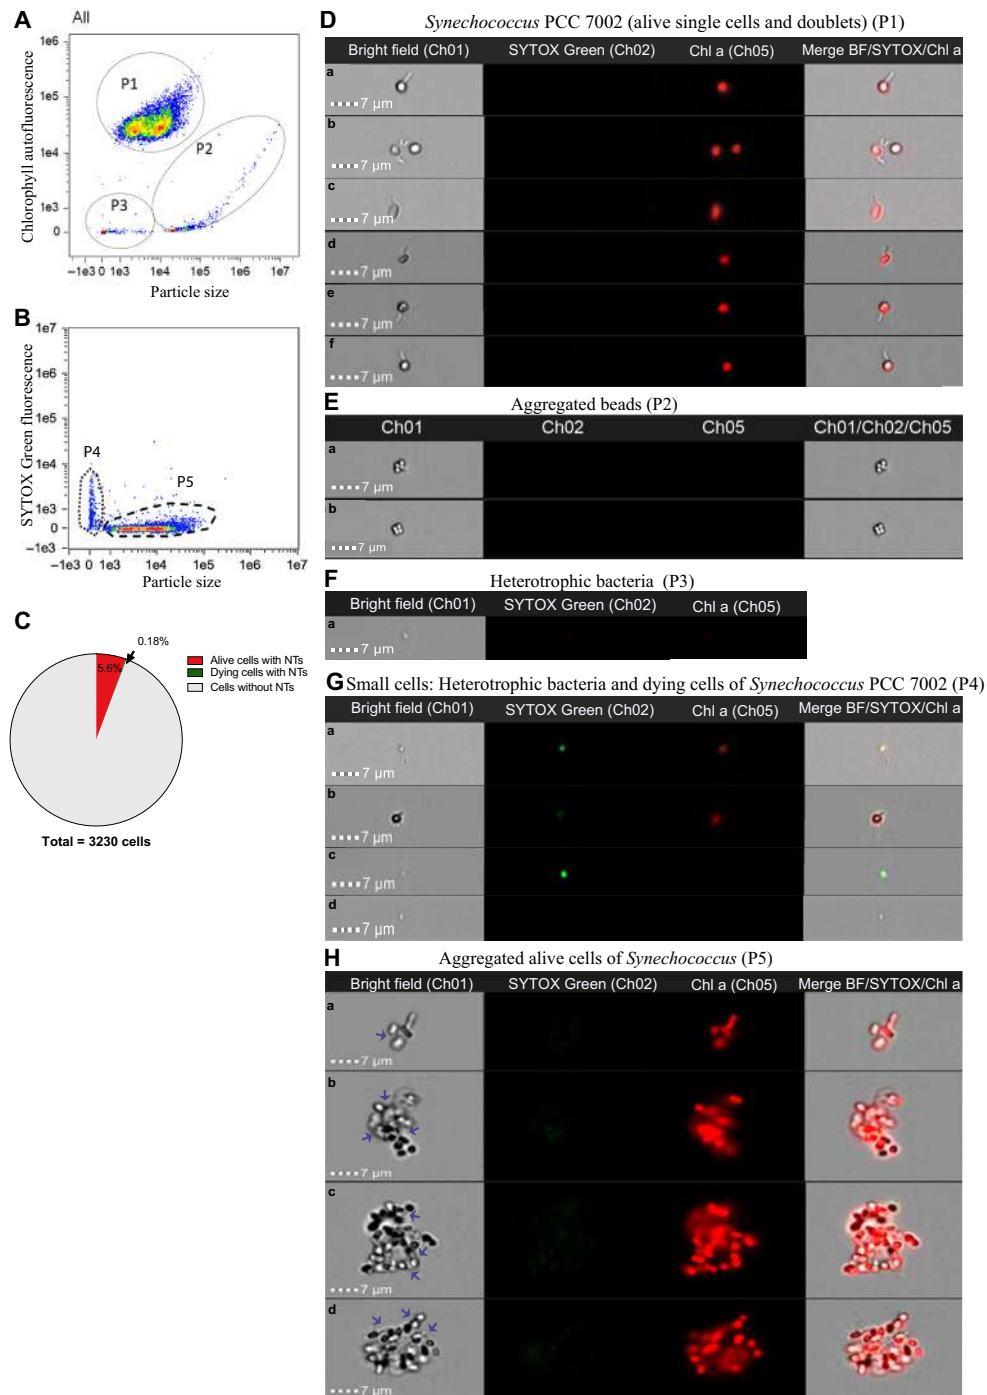 A
All
Chlorophyll autofluorescence
1e6
1e5
1e4
1e3
0
P1
P2
P3
−1e3 0 1e3 1e4 1e5 1e6 1e7
Particle size
B
SYTOX Green fluorescence
1e7
1e6
1e5
1e4
1e3
0
−1e3
P4
P5
−1e3 0 1e3 1e4 1e5 1e6 1e7
Particle size
C
0.18%
5.6%
Alive cells with NTs
Dying cells with NTs
Cells without NTs
Total = 3230 cells
D Synechococcus PCC 7002 (alive single cells and doublets) (P1)
Bright field (Ch01) SYTOX Green (Ch02) Chl a (Ch05) Merge BF/SYTOX/Chl a
a
7 µm
b
7 µm
c
7 µm
d
7 µm
e
7 µm
f
7 µm
E Aggregated beads (P2)
Ch01 Ch02 Ch05 Ch01/Ch02/Ch05
a
7 µm
b
7 µm
F Heterotrophic bacteria (P3)
Bright field (Ch01) SYTOX Green (Ch02) Chl a (Ch05)
a
7 µm
G Small cells: Heterotrophic bacteria and dying cells of Synechococcus PCC 7002 (P4)
Bright field (Ch01) SYTOX Green (Ch02) Chl a (Ch05) Merge BF/SYTOX/Chl a
a
7 µm
b
7 µm
c
7 µm
d
7 µm
H Aggregated alive cells of Synechococcus (P5)
Bright field (Ch01) SYTOX Green (Ch02) Chl a (Ch05) Merge BF/SYTOX/Chl a
a
7 µm
b
7 µm
c
7 µm
d
7 µm